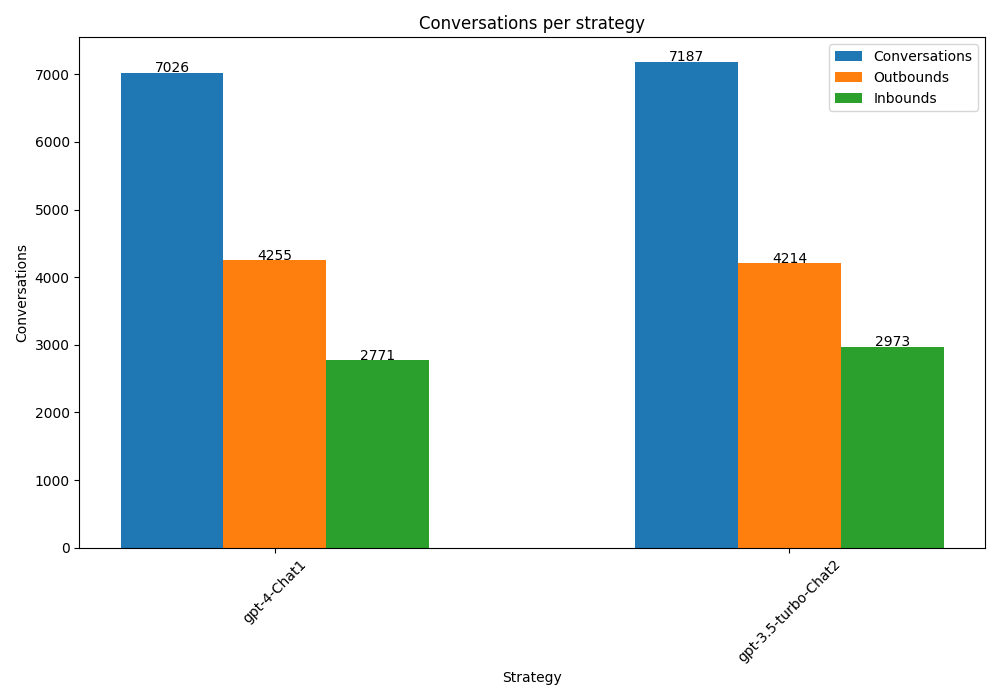 Conversations per strategy
Conversations
Outbounds
Inbounds
7026
4255
2771
7187
4214
2973
7000
6000
5000
4000
3000
2000
1000
0
Conversations
gpt-4-Chat1
gpt-3.5-turbo-Chat2
Strategy